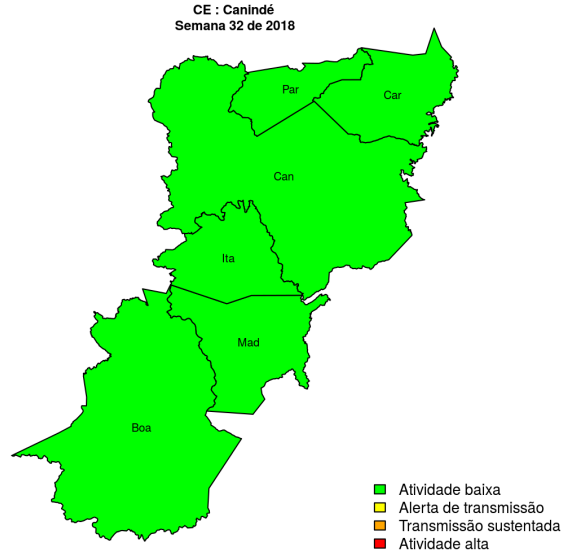 CE : Canindé
Semana 32 de 2018
Par
Car
Can
Ita
Mad
Boa
Atividade baixa
Alerta de transmissão
Transmissão sustentada
Atividade alta